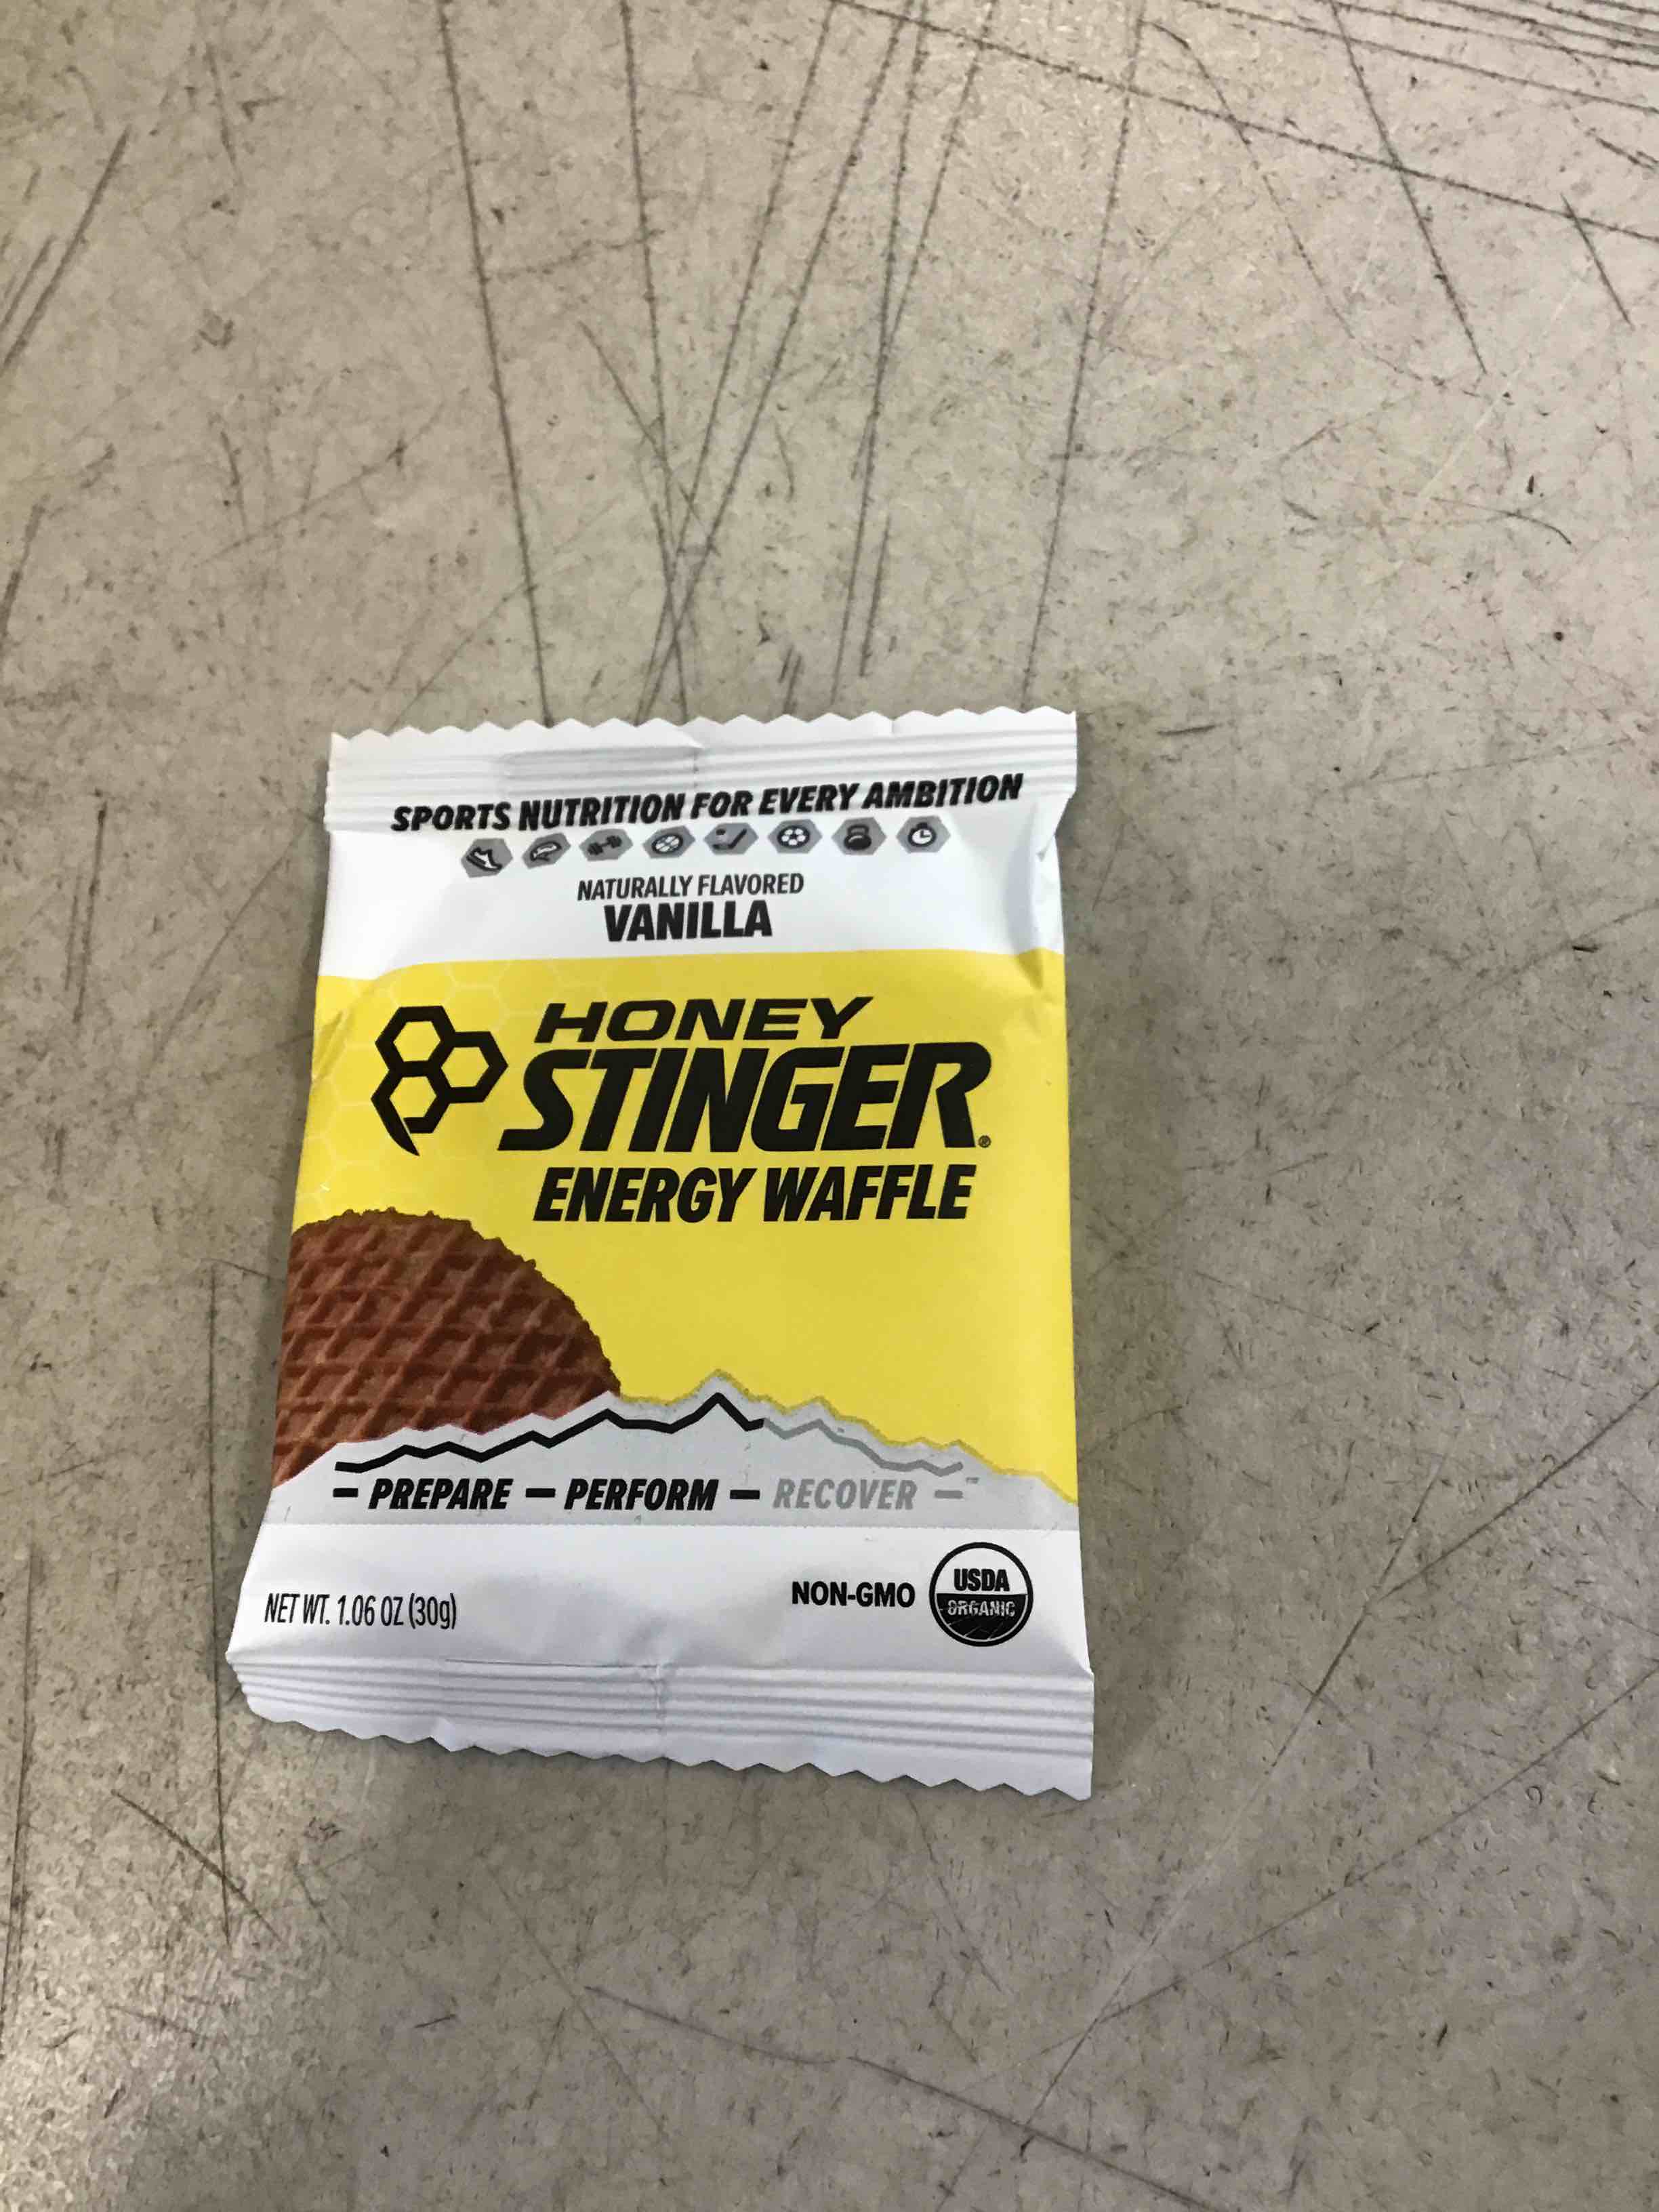 SPORTS NUTRITION FOR EVERY AMBITION
NATURALLY FLAVORED
VANILLA
HONEY
STINGER®
ENERGY WAFFLE
– PREPARE – PERFORM – RECOVER –
NET WT. 1.06 OZ (30g)
NON-GMO
USDA
ORGANIC